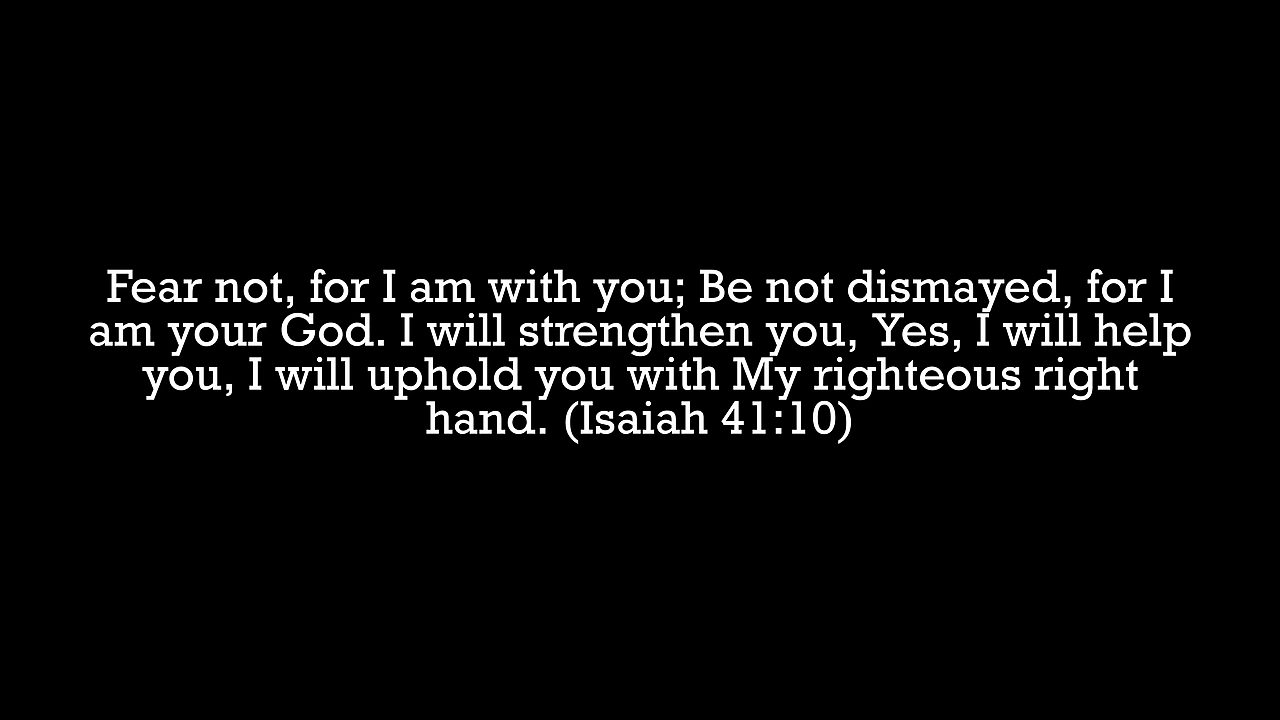 Fear not, for I am with you; Be not dismayed, for I
am your God. I will strengthen you, Yes, I will help
you, I will uphold you with My righteous right
hand. (Isaiah 41:10)